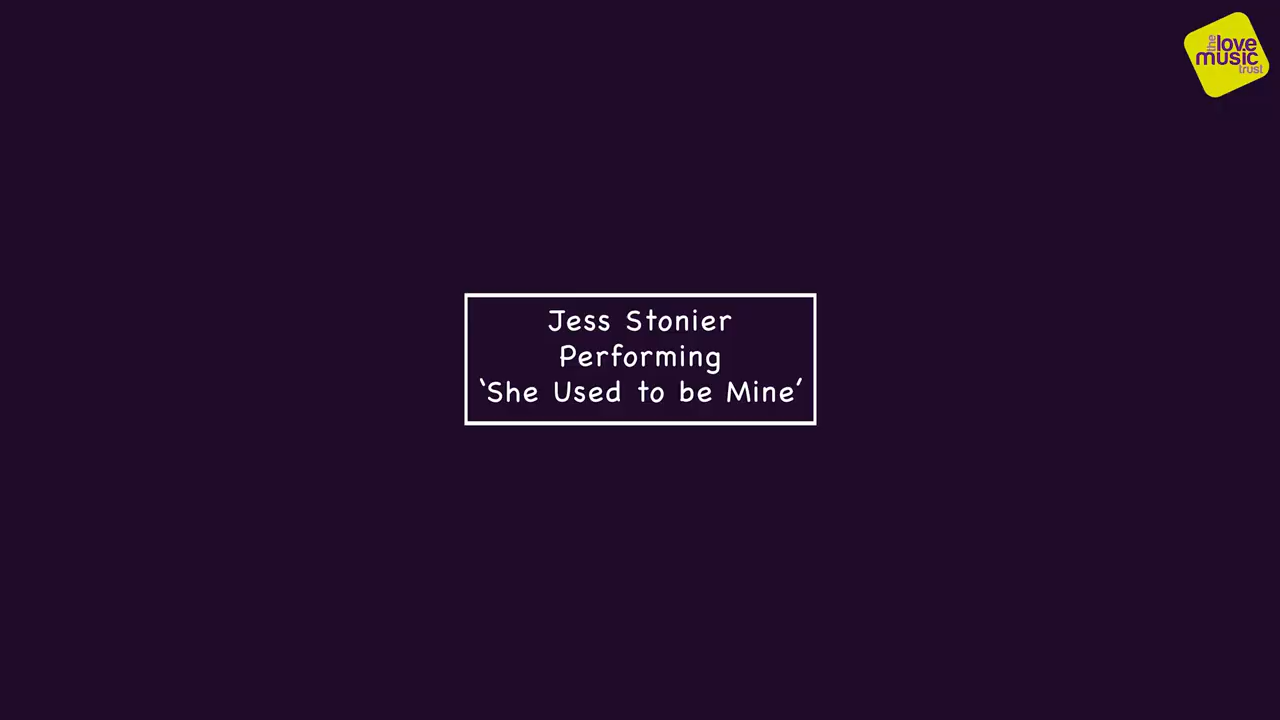 the love
music
trust
Jess Stonier
Performing
‘She Used to be Mine’